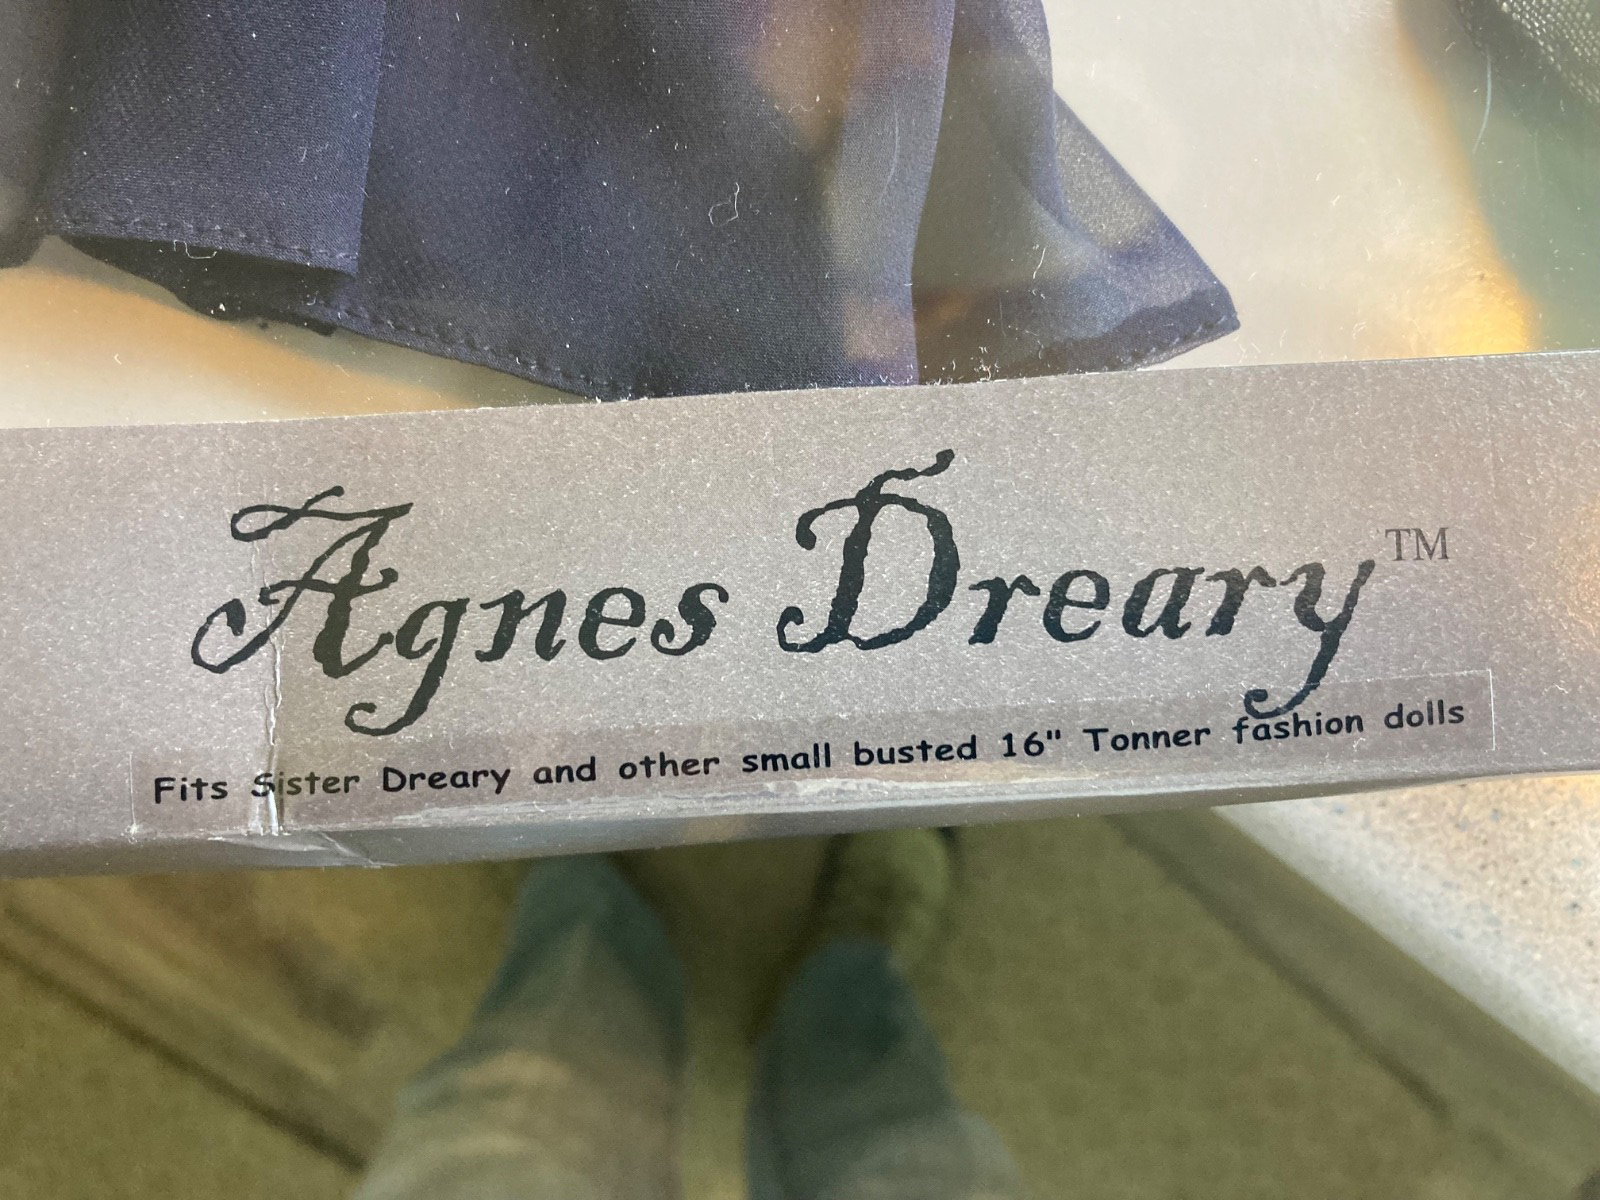 Agnes Dreary™
Fits Sister Dreary and other small busted 16" Tonner fashion dolls